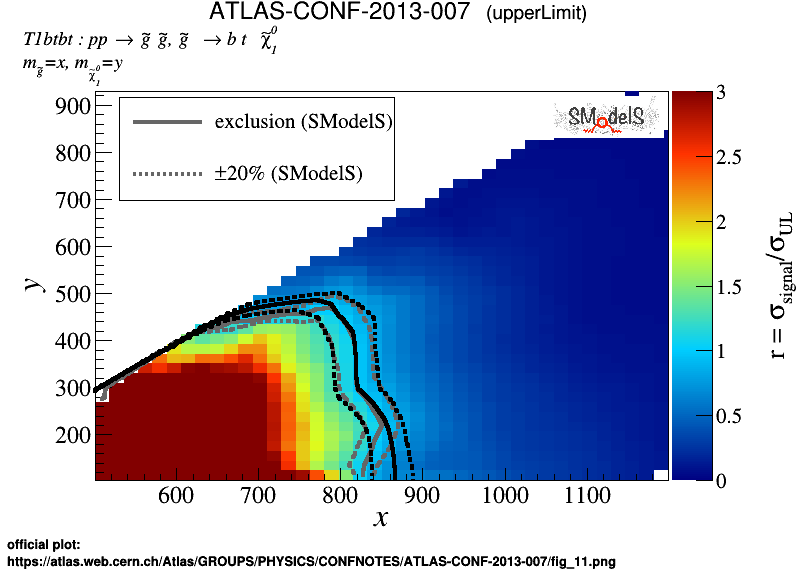 ATLAS-CONF-2013-007 (upperLimit)
T1btbt : pp → g̃ g̃, g̃ → b t χ̃₁⁰
m_g̃=x, m_χ̃₁⁰=y
exclusion (SModelS)
±20% (SModelS)
SModelS
900
800
700
600
500
400
300
200
y
600 700 800 900 1000 1100
x
3
2.5
2
1.5
1
0.5
0
r = σ_signal/σ_UL
official plot:
https://atlas.web.cern.ch/Atlas/GROUPS/PHYSICS/CONFNOTES/ATLAS-CONF-2013-007/fig_11.png